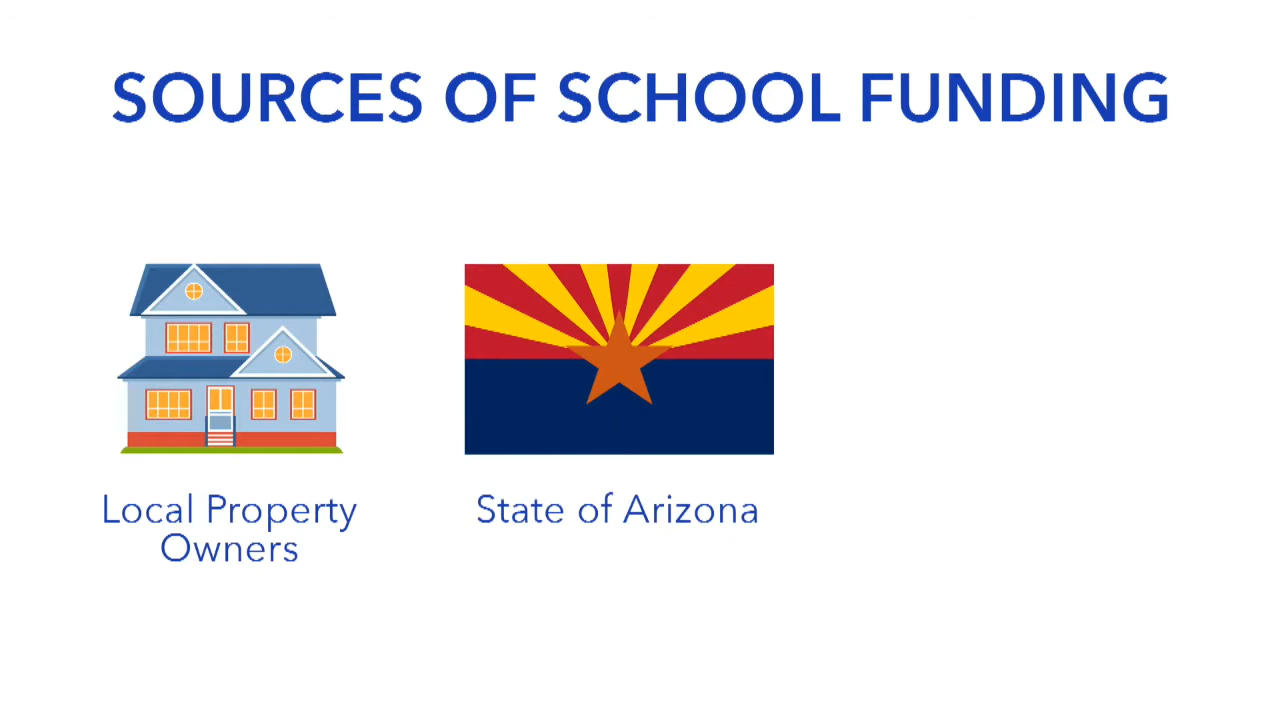 SOURCES OF SCHOOL FUNDING
Local Property
Owners
State of Arizona